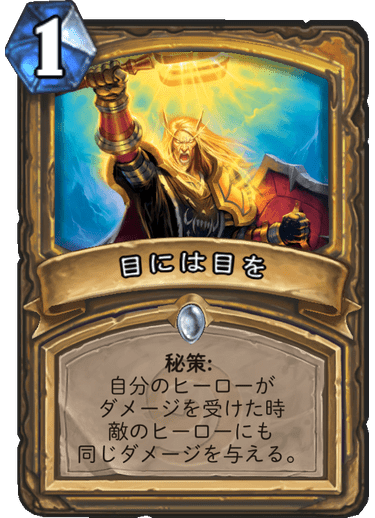 1
目には目を
秘策:
自分のヒーローが
ダメージを受けた時
敵のヒーローにも
同じダメージを与える。